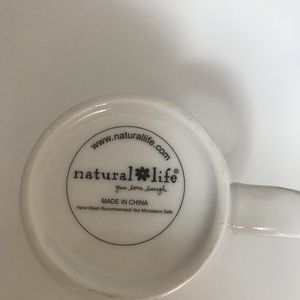 www.naturallife.com
natural life®
give love laugh
MADE IN CHINA
Hand Wash Recommended Not Microwave Safe